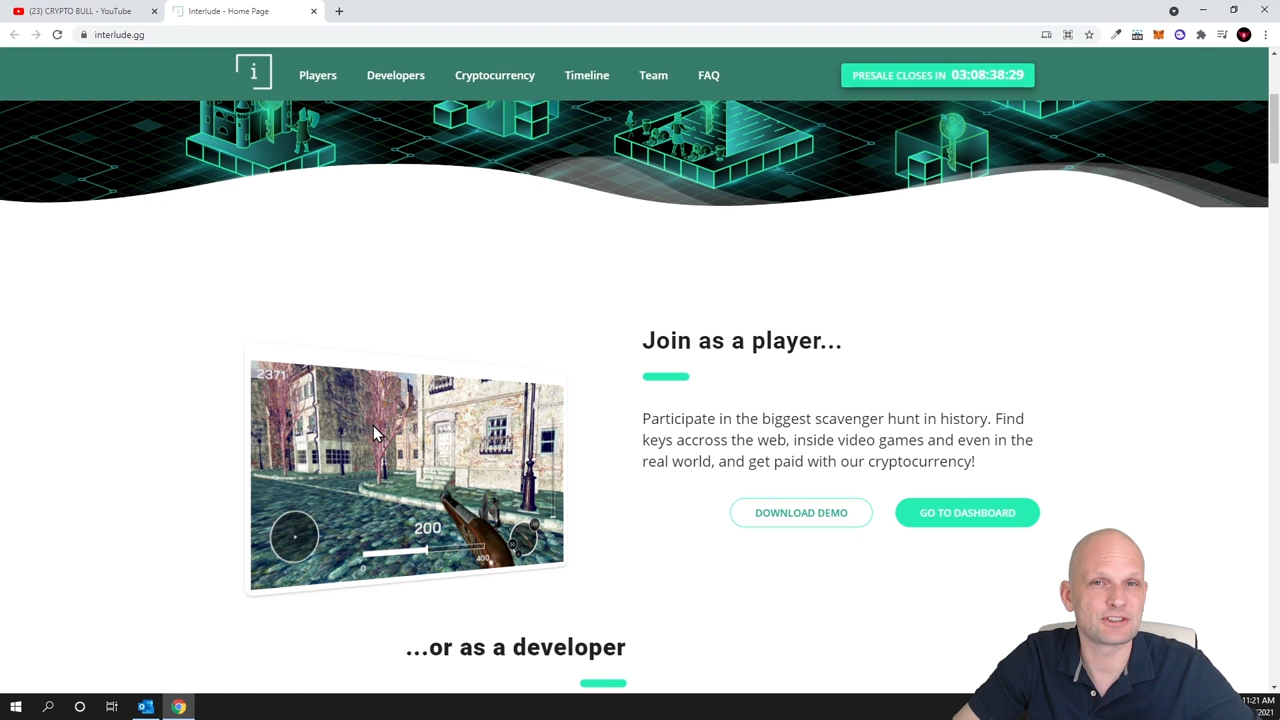 (23) CRYPTO BULL - YouTube
Interlude - Home Page
interlude.gg
i
Players
Developers
Cryptocurrency
Timeline
Team
FAQ
PRESALE CLOSES IN 03:08:38:29
Join as a player...
Participate in the biggest scavenger hunt in history. Find
keys accross the web, inside video games and even in the
real world, and get paid with our cryptocurrency!
DOWNLOAD DEMO
GO TO DASHBOARD
2371
200
0
400
...or as a developer
11:21 AM
/2021